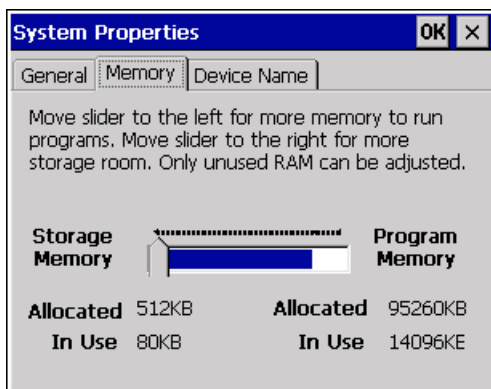 System Properties OK ×
General Memory Device Name
Move slider to the left for more memory to run
programs. Move slider to the right for more
storage room. Only unused RAM can be adjusted.
Storage Program
Memory Memory
Allocated 512KB Allocated 95260KB
In Use 80KB In Use 14096KE